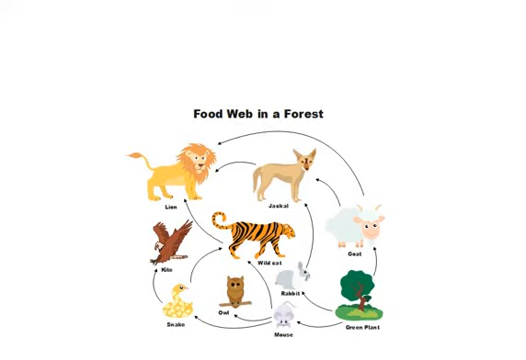 Food Web in a Forest
Lion
Jackal
Goat
Kite
Wild cat
Rabbit
Owl
Snake
Mouse
Green Plant